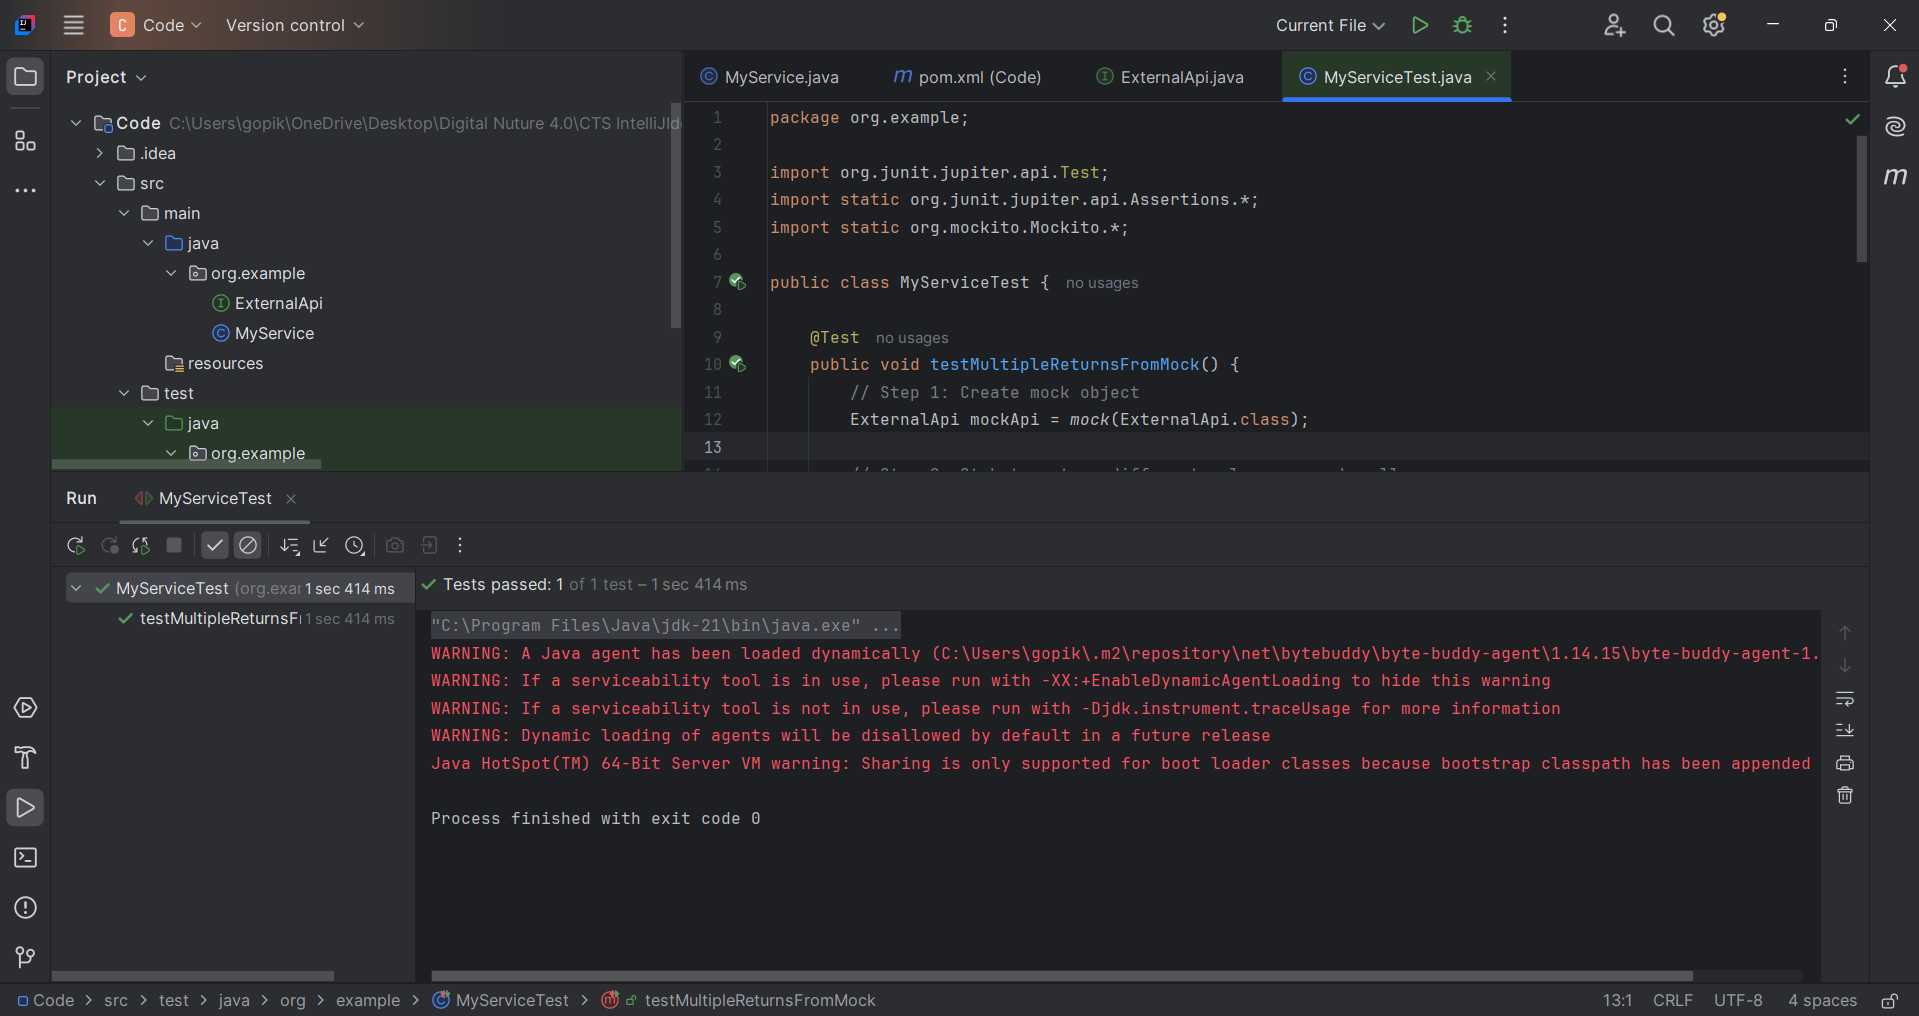 Code
Version control
Current File
Project
Code C:\Users\gopik\OneDrive\Desktop\Digital Nuture 4.0\CTS IntelliJIde
.idea
src
main
java
org.example
ExternalApi
MyService
resources
test
java
org.example
MyService.java
pom.xml (Code)
ExternalApi.java
MyServiceTest.java
1 package org.example;
2
3 import org.junit.jupiter.api.Test;
4 import static org.junit.jupiter.api.Assertions.*;
5 import static org.mockito.Mockito.*;
6
7 public class MyServiceTest { no usages
8
9 @Test no usages
10 public void testMultipleReturnsFromMock() {
11 // Step 1: Create mock object
12 ExternalApi mockApi = mock(ExternalApi.class);
13
Run
MyServiceTest
MyServiceTest (org.exar 1 sec 414 ms
testMultipleReturnsFr 1 sec 414 ms
Tests passed: 1 of 1 test – 1 sec 414 ms
"C:\Program Files\Java\jdk-21\bin\java.exe" ...
WARNING: A Java agent has been loaded dynamically (C:\Users\gopik\.m2\repository\net\bytebuddy\byte-buddy-agent\1.14.15\byte-buddy-agent-1.
WARNING: If a serviceability tool is in use, please run with -XX:+EnableDynamicAgentLoading to hide this warning
WARNING: If a serviceability tool is not in use, please run with -Djdk.instrument.traceUsage for more information
WARNING: Dynamic loading of agents will be disallowed by default in a future release
Java HotSpot(TM) 64-Bit Server VM warning: Sharing is only supported for boot loader classes because bootstrap classpath has been appended
Process finished with exit code 0
Code > src > test > java > org > example > MyServiceTest > testMultipleReturnsFromMock
13:1 CRLF UTF-8 4 spaces